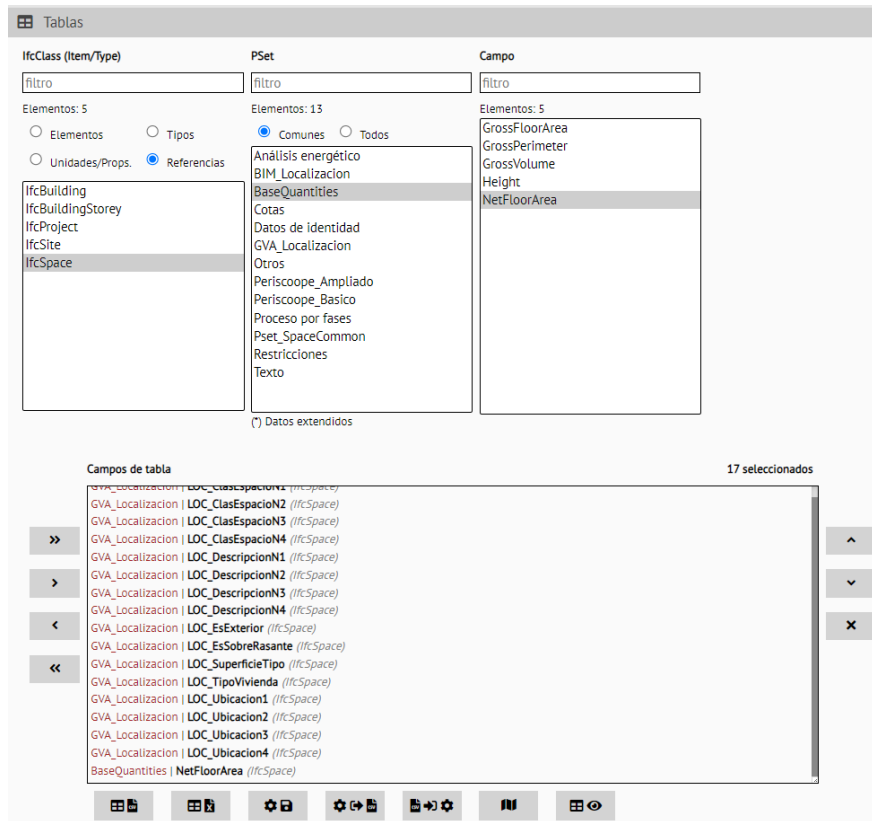 Tablas
IfcClass (Item/Type)
filtro
Elementos: 5
Elementos
Tipos
Unidades/Props.
Referencias
IfcBuilding
IfcBuildingStorey
IfcProject
IfcSite
IfcSpace
PSet
filtro
Elementos: 13
Comunes
Todos
Análisis energético
BIM_Localizacion
BaseQuantities
Cotas
Datos de identidad
GVA_Localizacion
Otros
Periscoope_Ampliado
Periscoope_Basico
Proceso por fases
Pset_SpaceCommon
Restricciones
Texto
(*) Datos extendidos
Campo
filtro
Elementos: 5
GrossFloorArea
GrossPerimeter
GrossVolume
Height
NetFloorArea
Campos de tabla
17 seleccionados
GVA_Localizacion | LOC_ClasEspacioN1 (IfcSpace)
GVA_Localizacion | LOC_ClasEspacioN2 (IfcSpace)
GVA_Localizacion | LOC_ClasEspacioN3 (IfcSpace)
GVA_Localizacion | LOC_ClasEspacioN4 (IfcSpace)
GVA_Localizacion | LOC_DescripcionN1 (IfcSpace)
GVA_Localizacion | LOC_DescripcionN2 (IfcSpace)
GVA_Localizacion | LOC_DescripcionN3 (IfcSpace)
GVA_Localizacion | LOC_DescripcionN4 (IfcSpace)
GVA_Localizacion | LOC_EsExterior (IfcSpace)
GVA_Localizacion | LOC_EsSobreRasante (IfcSpace)
GVA_Localizacion | LOC_SuperficieTipo (IfcSpace)
GVA_Localizacion | LOC_TipoVivienda (IfcSpace)
GVA_Localizacion | LOC_Ubicacion1 (IfcSpace)
GVA_Localizacion | LOC_Ubicacion2 (IfcSpace)
GVA_Localizacion | LOC_Ubicacion3 (IfcSpace)
GVA_Localizacion | LOC_Ubicacion4 (IfcSpace)
BaseQuantities | NetFloorArea (IfcSpace)